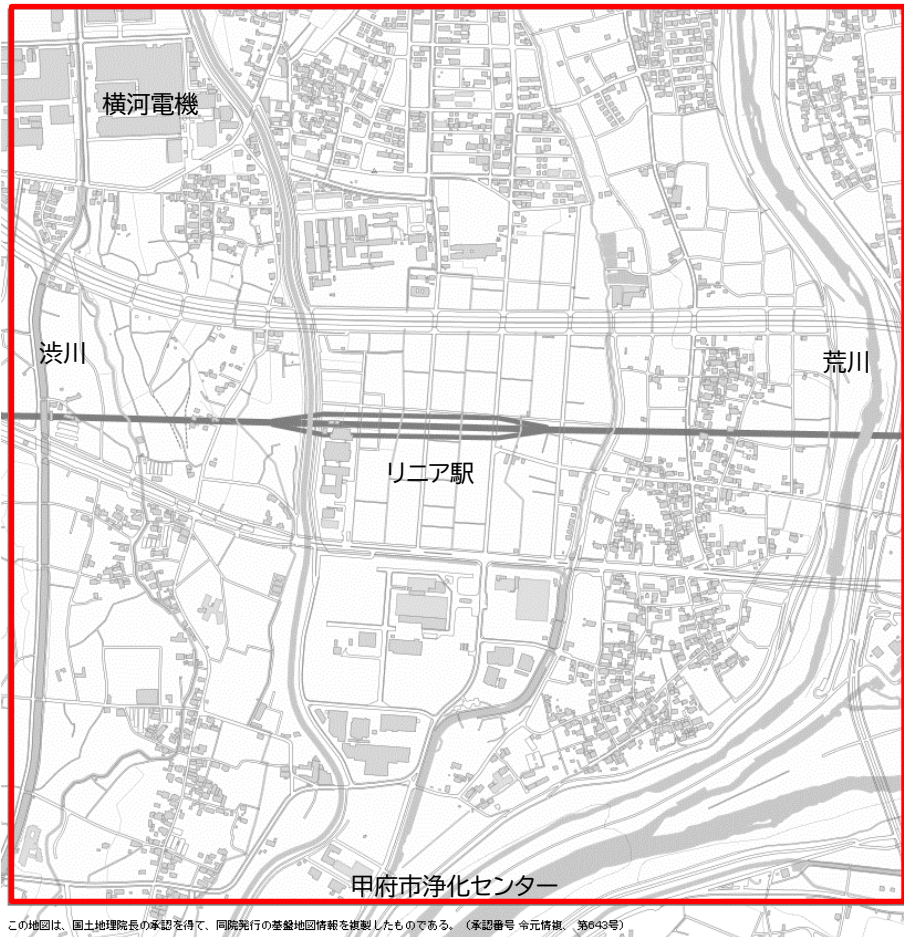 横河電機
渋川
荒川
リニア駅
甲府市浄化センター
この地図は、国土地理院長の承認を得て、同院発行の基盤地図情報を複製したものである。（承認番号 令元情複、 第643号）